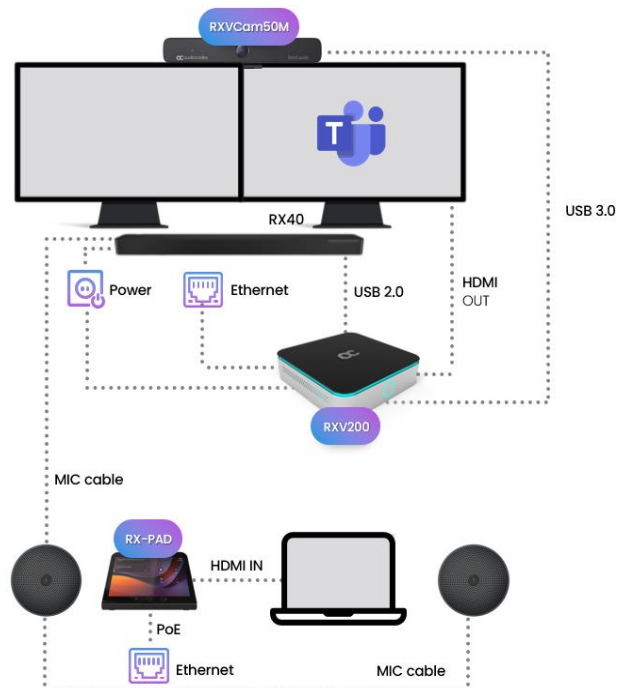 RXVCam50M
audiocodes
T
RX40
USB 3.0
Power
Ethernet
USB 2.0
HDMI
OUT
RXV200
MIC cable
RX-PAD
HDMI IN
PoE
Ethernet
MIC cable